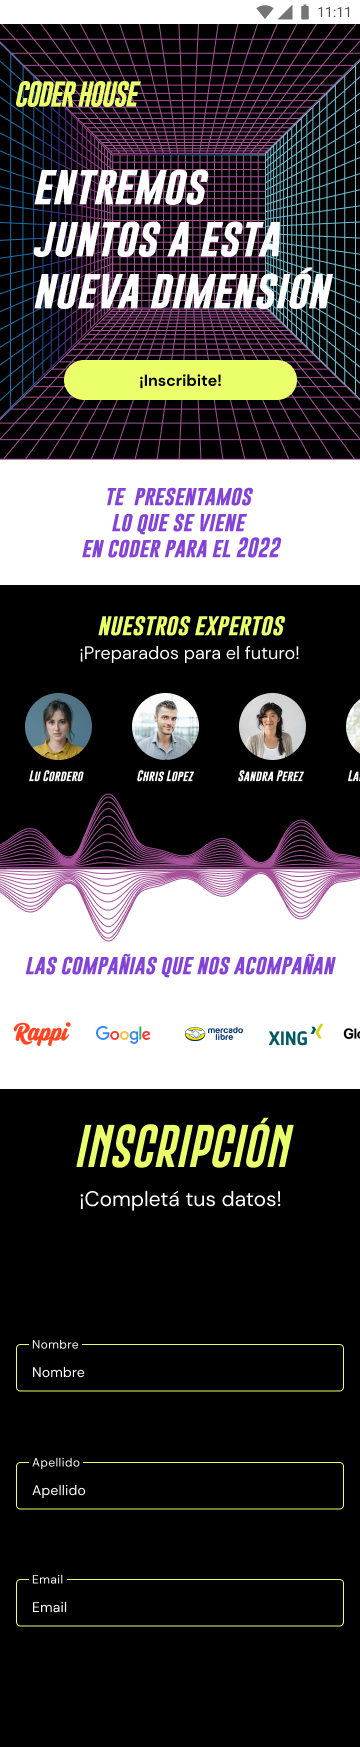 11:11
CODER HOUSE
ENTREMOS
JUNTOS A ESTA
NUEVA DIMENSIÓN
¡Inscribite!
TE PRESENTAMOS
LO QUE SE VIENE
EN CODER PARA EL 2022
NUESTROS EXPERTOS
¡Preparados para el futuro!
LU CORDERO CHRIS LOPEZ SANDRA PEREZ LA
LAS COMPAÑIAS QUE NOS ACOMPAÑAN
Rappi Google mercado libre XING Glo
INSCRIPCIÓN
¡Completá tus datos!
Nombre
Nombre
Apellido
Apellido
Email
Email